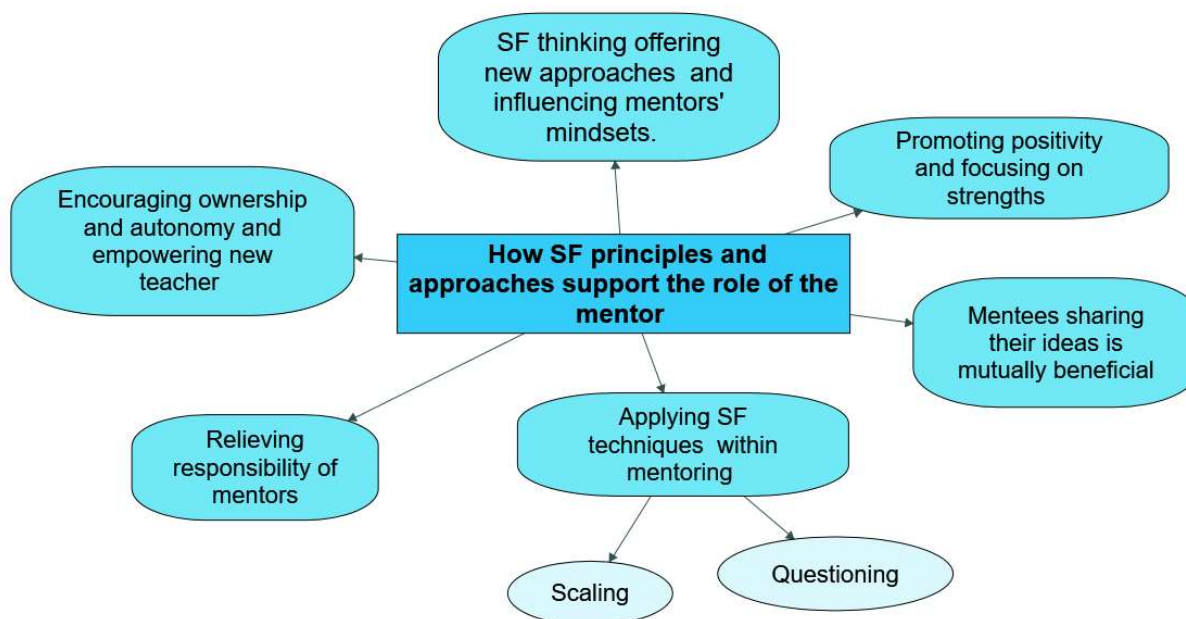 SF thinking offering
new approaches  and
influencing mentors'
mindsets.
Promoting positivity
and focusing on
strengths
Encouraging ownership
and autonomy and
empowering new
teacher
How SF principles and
approaches support the role of the
mentor
Mentees sharing
their ideas is
mutually beneficial
Relieving
responsibility of
mentors
Applying SF
techniques  within
mentoring
Scaling
Questioning